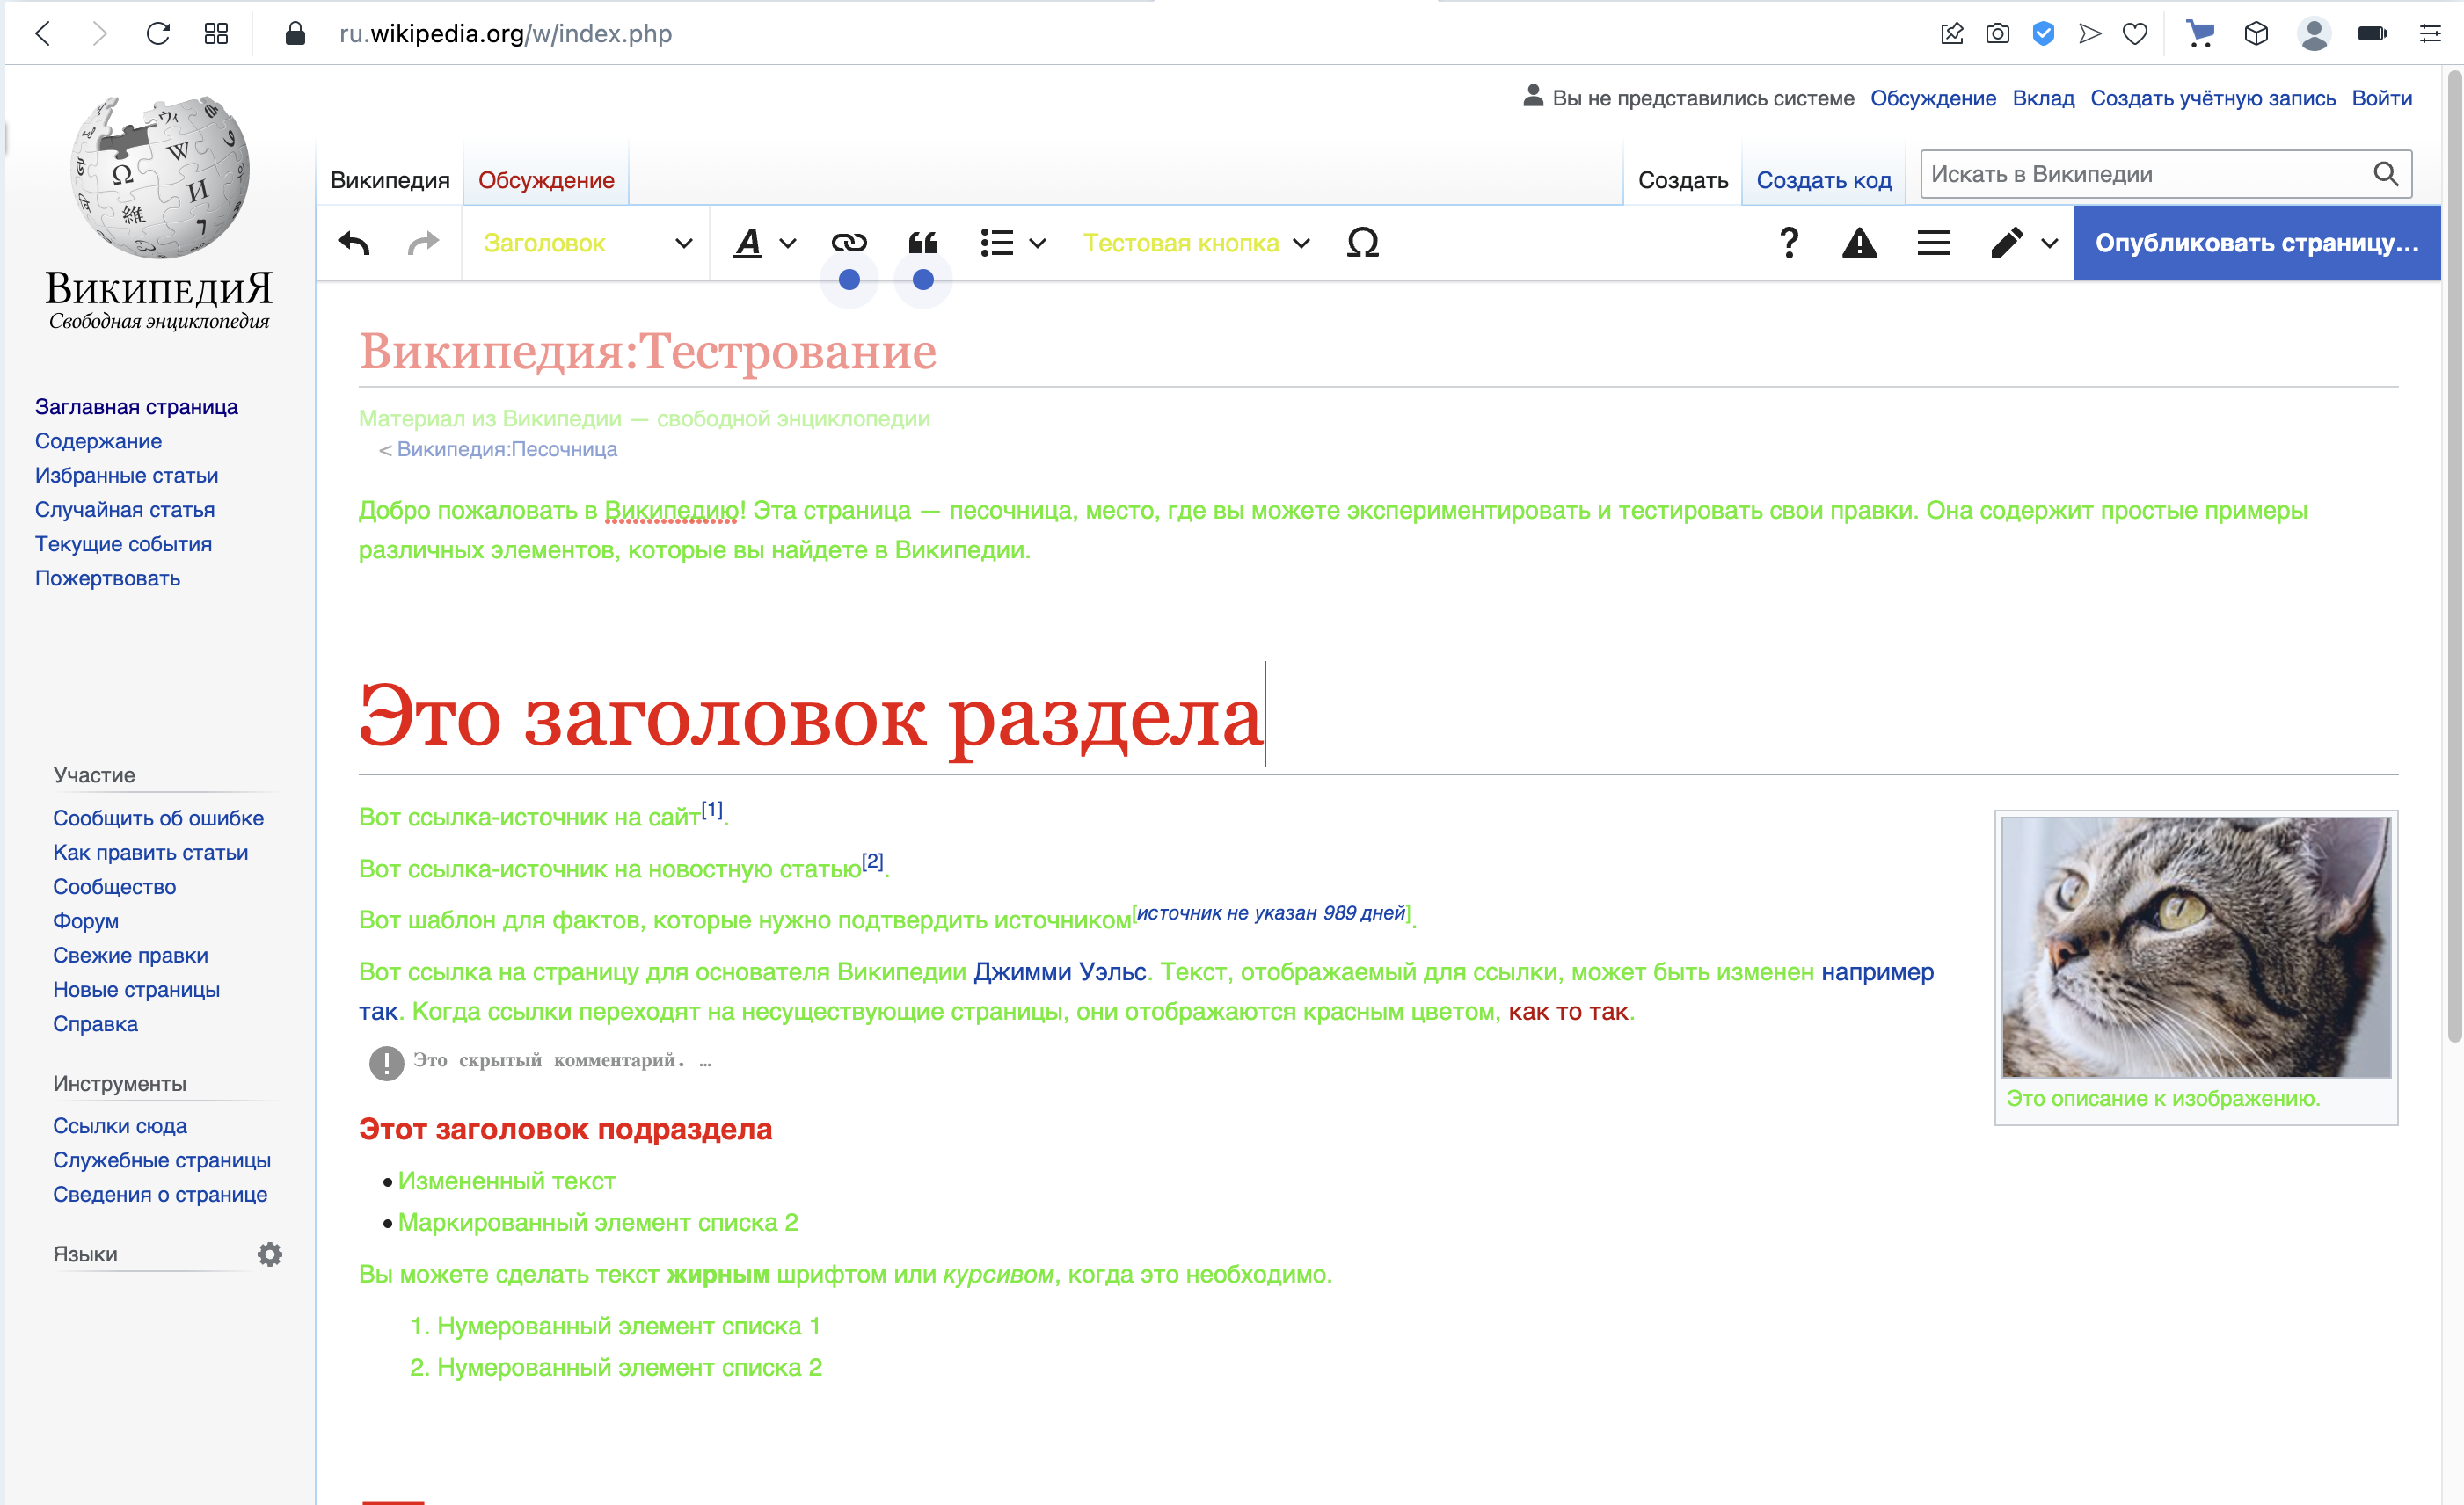 ru.wikipedia.org/w/index.php
Вы не представились системе Обсуждение Вклад Создать учётную запись Войти
ВикипедиЯ
Свободная энциклопедия
Википедия Обсуждение Создать Создать код Искать в Википедии
Заголовок A Тестовая кнопка Ω ? Опубликовать страницу...
Заглавная страница
Содержание
Избранные статьи
Случайная статья
Текущие события
Пожертвовать
Участие
Сообщить об ошибке
Как править статьи
Сообщество
Форум
Свежие правки
Новые страницы
Справка
Инструменты
Ссылки сюда
Служебные страницы
Сведения о странице
Языки
Википедия:Тестрование
Материал из Википедии — свободной энциклопедии
< Википедия:Песочница
Добро пожаловать в Википедию! Эта страница — песочница, место, где вы можете экспериментировать и тестировать свои правки. Она содержит простые примеры
различных элементов, которые вы найдете в Википедии.
Это заголовок раздела
Вот ссылка-источник на сайт[1].
Вот ссылка-источник на новостную статью[2].
Вот шаблон для фактов, которые нужно подтвердить источником[источник не указан 989 дней].
Вот ссылка на страницу для основателя Википедии Джимми Уэльс. Текст, отображаемый для ссылки, может быть изменен например
так. Когда ссылки переходят на несуществующие страницы, они отображаются красным цветом, как то так.
Это скрытый комментарий. …
Это описание к изображению.
Этот заголовок подраздела
• Измененный текст
• Маркированный элемент списка 2
Вы можете сделать текст жирным шрифтом или курсивом, когда это необходимо.
1. Нумерованный элемент списка 1
2. Нумерованный элемент списка 2